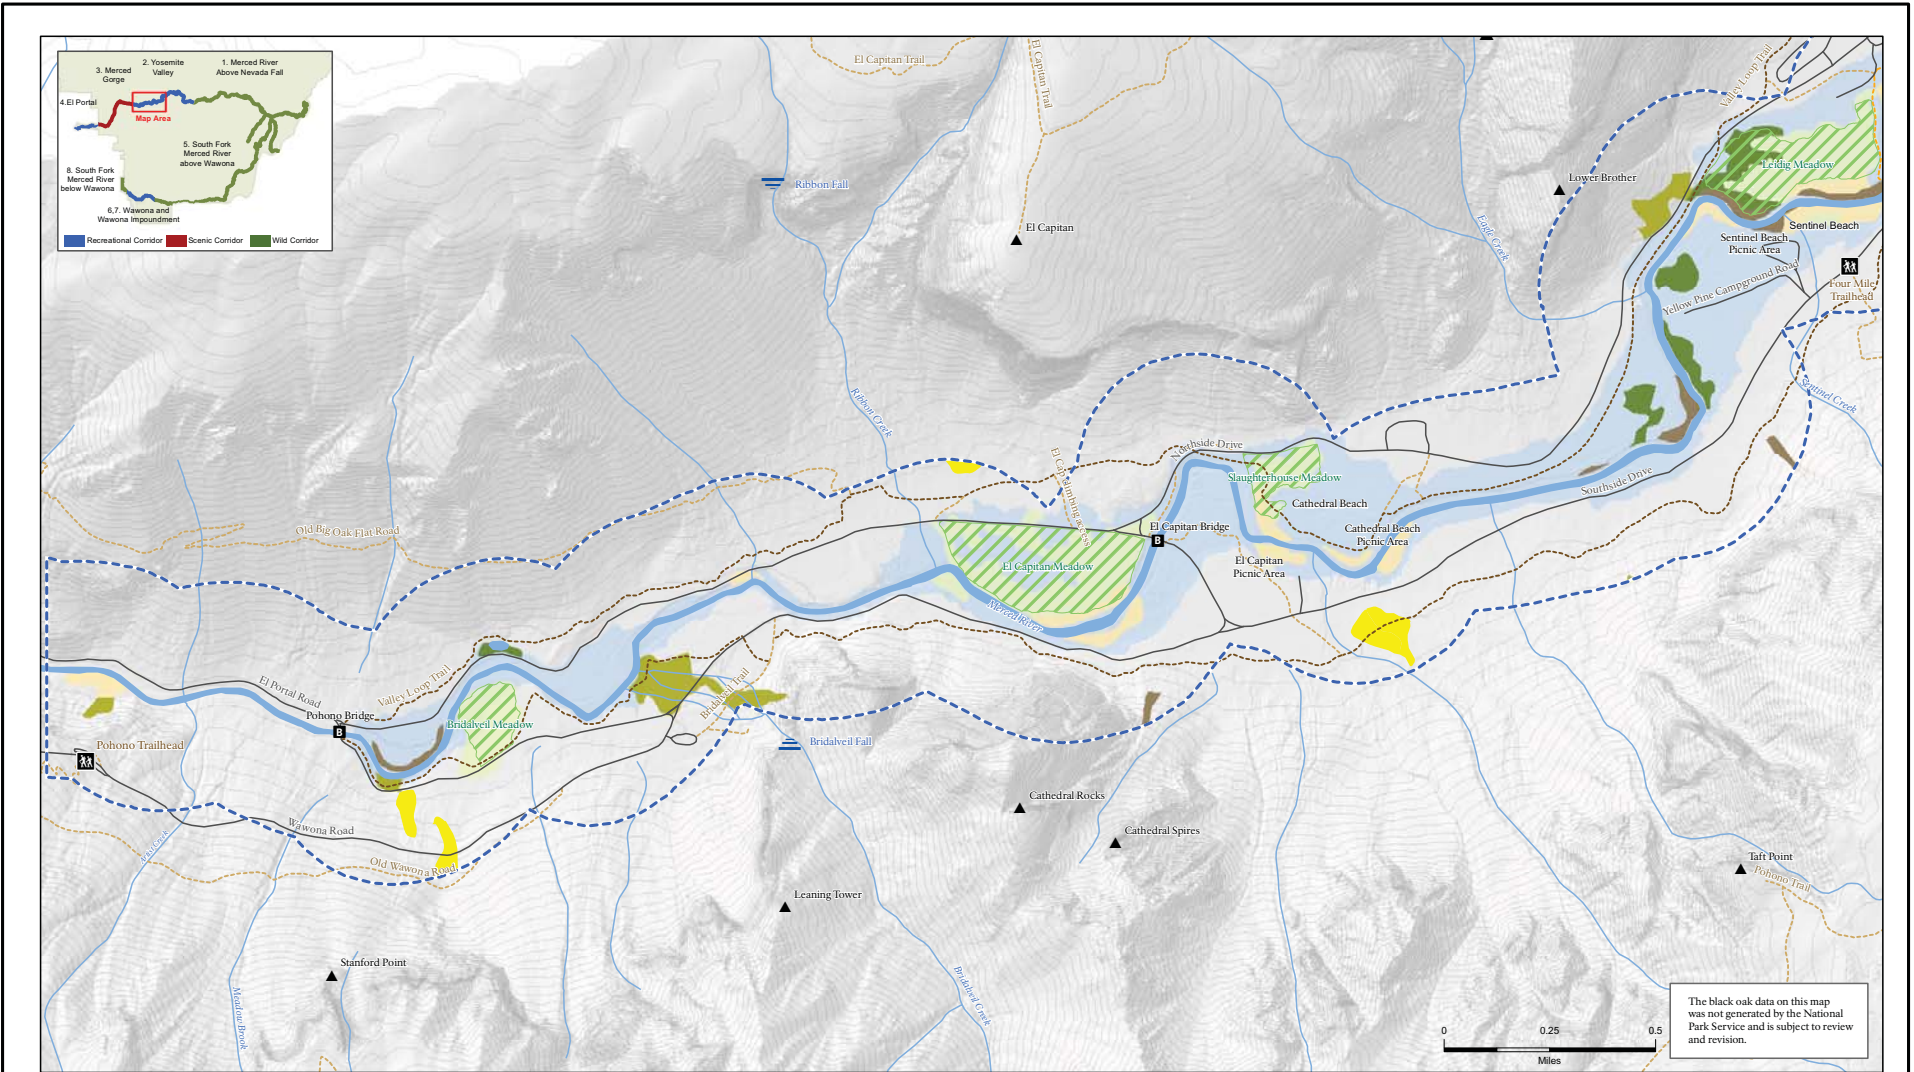 3. Merced
Gorge
2. Yosemite
Valley
1. Merced River
Above Nevada Fall
4.El Portal
Map Area
5. South Fork
Merced River
above Wawona
8. South Fork
Merced River
below Wawona
6,7. Wawona and
Wawona Impoundment
Recreational Corridor
Scenic Corridor
Wild Corridor
El Capitan Trail
El Capitan Trail
Valley Loop Trail
Leidig Meadow
Ribbon Fall
Lower Brother
El Capitan
Eagle Creek
Sentinel Beach
Sentinel Beach
Picnic Area
Yellow Pine Campground Road
Four Mile
Trailhead
Sentinel Creek
Ribbon Creek
Northside Drive
El Cap climbing access
Slaughterhouse Meadow
Southside Drive
Cathedral Beach
El Capitan Bridge
B
Cathedral Beach
Picnic Area
Old Big Oak Flat Road
El Capitan Meadow
El Capitan
Picnic Area
Merced River
El Portal Road
Valley Loop Trail
Bridalveil Trail
Pohono Bridge
B
Bridalveil Meadow
Pohono Trailhead
Bridalveil Fall
Cathedral Rocks
Wawona Road
Cathedral Spires
Artist Creek
Old Wawona Road
Taft Point
Pohono Trail
Leaning Tower
Stanford Point
Meadow Brook
Bridalveil Creek
The black oak data on this map
was not generated by the National
Park Service and is subject to review
and revision.
0 0.25 0.5
Miles